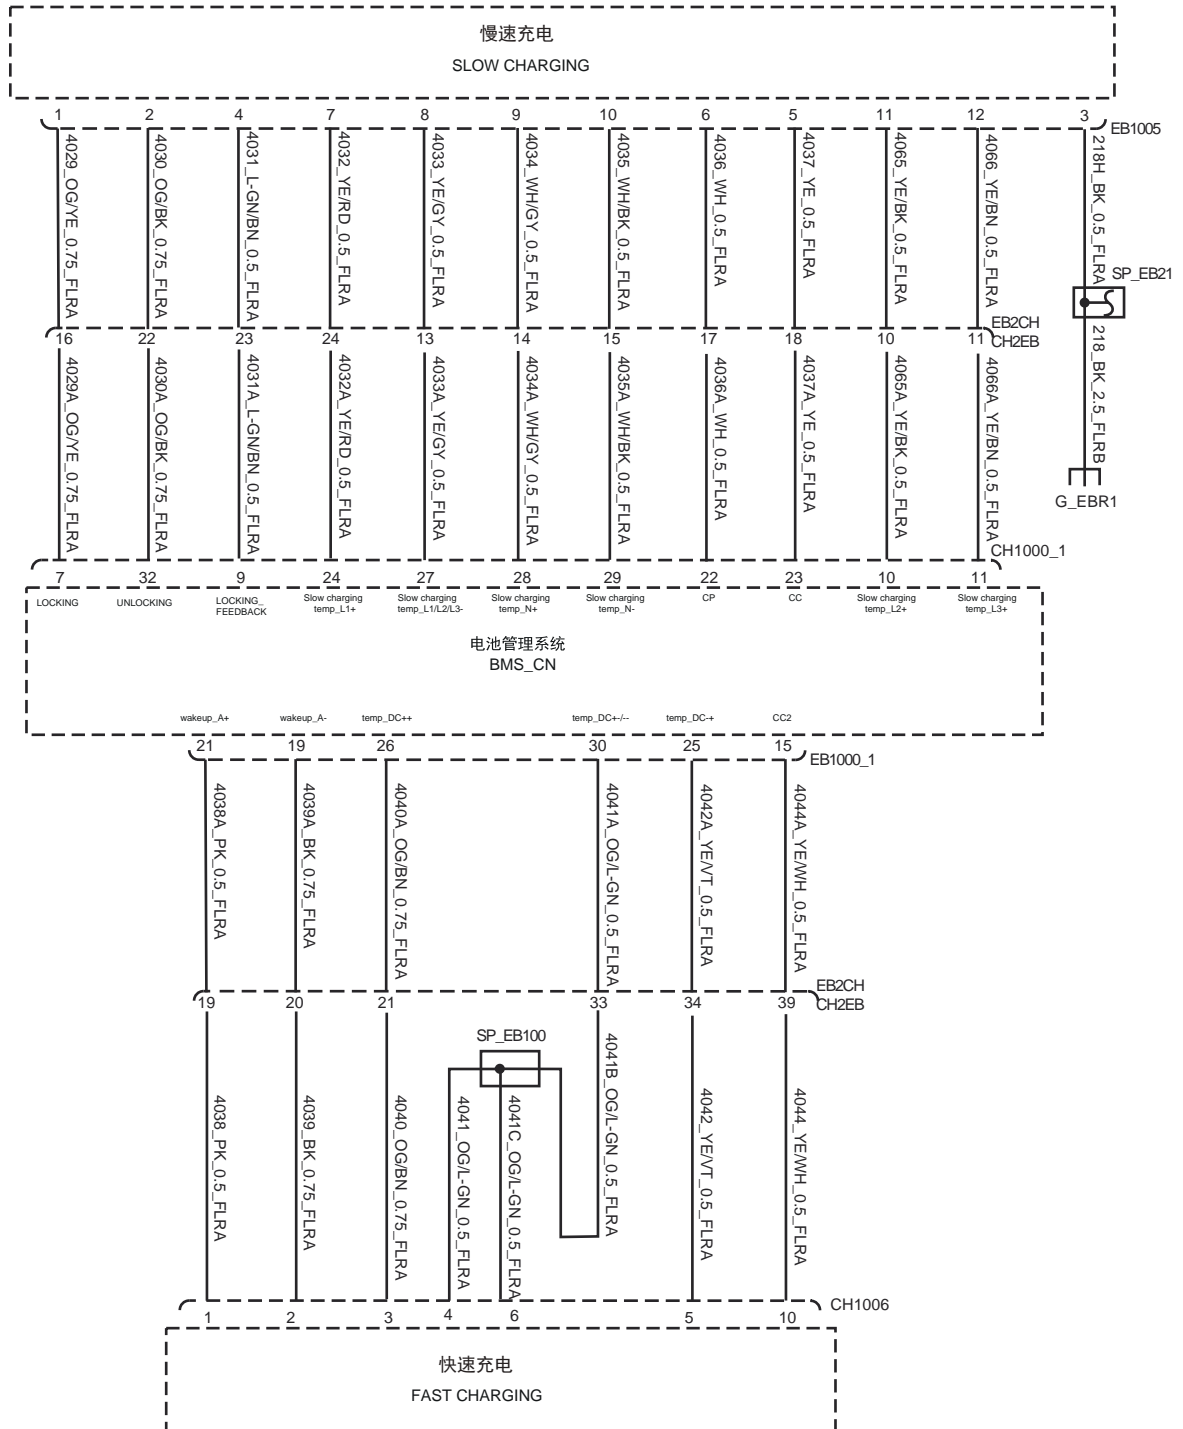 慢速充电
SLOW CHARGING
1 2 4 7 8 9 10 6 5 11 12 3
EB1005
4029_OG/YE_0.75_FLRA
4030_OG/BK_0.75_FLRA
4031_L-GN/BN_0.5_FLRA
4032_YE/RD_0.5_FLRA
4033_YE/GY_0.5_FLRA
4034_WH/GY_0.5_FLRA
4035_WH/BK_0.5_FLRA
4036_WH_0.5_FLRA
4037_YE_0.5_FLRA
4065_YE/BK_0.5_FLRA
4066_YE/BN_0.5_FLRA
218H_BK_0.5_FLRA
SP_EB21
EB2CH
16 22 23 24 13 14 15 17 18 10 11
CH2EB
4029A_OG/YE_0.75_FLRA
4030A_OG/BK_0.75_FLRA
4031A_L-GN/BN_0.5_FLRA
4032A_YE/RD_0.5_FLRA
4033A_YE/GY_0.5_FLRA
4034A_WH/GY_0.5_FLRA
4035A_WH/BK_0.5_FLRA
4036A_WH_0.5_FLRA
4037A_YE_0.5_FLRA
4065A_YE/BK_0.5_FLRA
4066A_YE/BN_0.5_FLRA
218_BK_2.5_FLRB
G_EBR1
CH1000_1
7 32 9 24 27 28 29 22 23 10 11
LOCKING
UNLOCKING
LOCKING_
FEEDBACK
Slow charging
temp_L1+
Slow charging
temp_L1/L2/L3-
Slow charging
temp_N+
Slow charging
temp_N-
CP
CC
Slow charging
temp_L2+
Slow charging
temp_L3+
电池管理系统
BMS_CN
wakeup_A+ wakeup_A- temp_DC++ temp_DC+-/-- temp_DC-+ CC2
21 19 26 30 25 15
EB1000_1
4038A_PK_0.5_FLRA
4039A_BK_0.75_FLRA
4040A_OG/BN_0.75_FLRA
4041A_OG/L-GN_0.5_FLRA
4042A_YE/VT_0.5_FLRA
4044A_YE/WH_0.5_FLRA
EB2CH
19 20 21 33 34 39
CH2EB
SP_EB100
4038_PK_0.5_FLRA
4039_BK_0.75_FLRA
4040_OG/BN_0.75_FLRA
4041_OG/L-GN_0.5_FLRA
4041C_OG/L-GN_0.5_FLRA
4041B_OG/L-GN_0.5_FLRA
4042_YE/VT_0.5_FLRA
4044_YE/WH_0.5_FLRA
CH1006
1 2 3 4 6 5 10
快速充电
FAST CHARGING